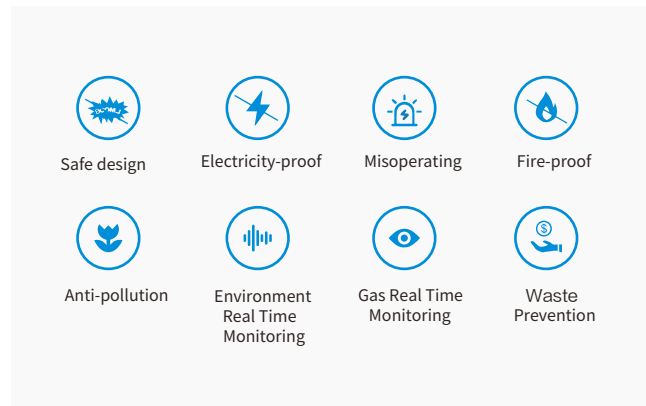 Safe design
Electricity-proof
Misoperating
Fire-proof
Anti-pollution
Environment
Real Time
Monitoring
Gas Real Time
Monitoring
$
Waste
Prevention